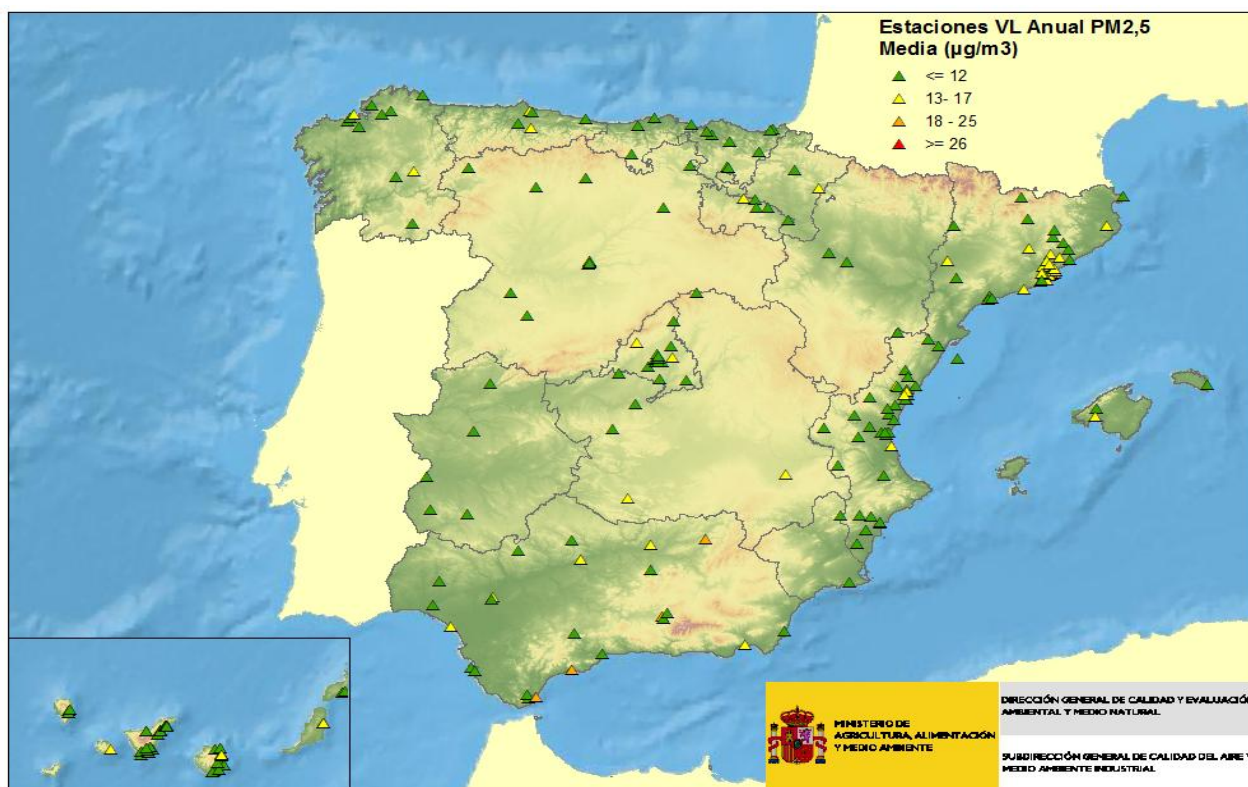 Estaciones VL Anual PM2,5
Media (µg/m3)
<= 12
13- 17
18 - 25
>= 26
MINISTERIO DE
AGRICULTURA, ALIMENTACIÓN
Y MEDIO AMBIENTE
DIRECCIÓN GENERAL DE CALIDAD Y EVALUACIÓN
AMBIENTAL Y MEDIO NATURAL
SUBDIRECCIÓN GENERAL DE CALIDAD DEL AIRE Y
MEDIO AMBIENTE INDUSTRIAL